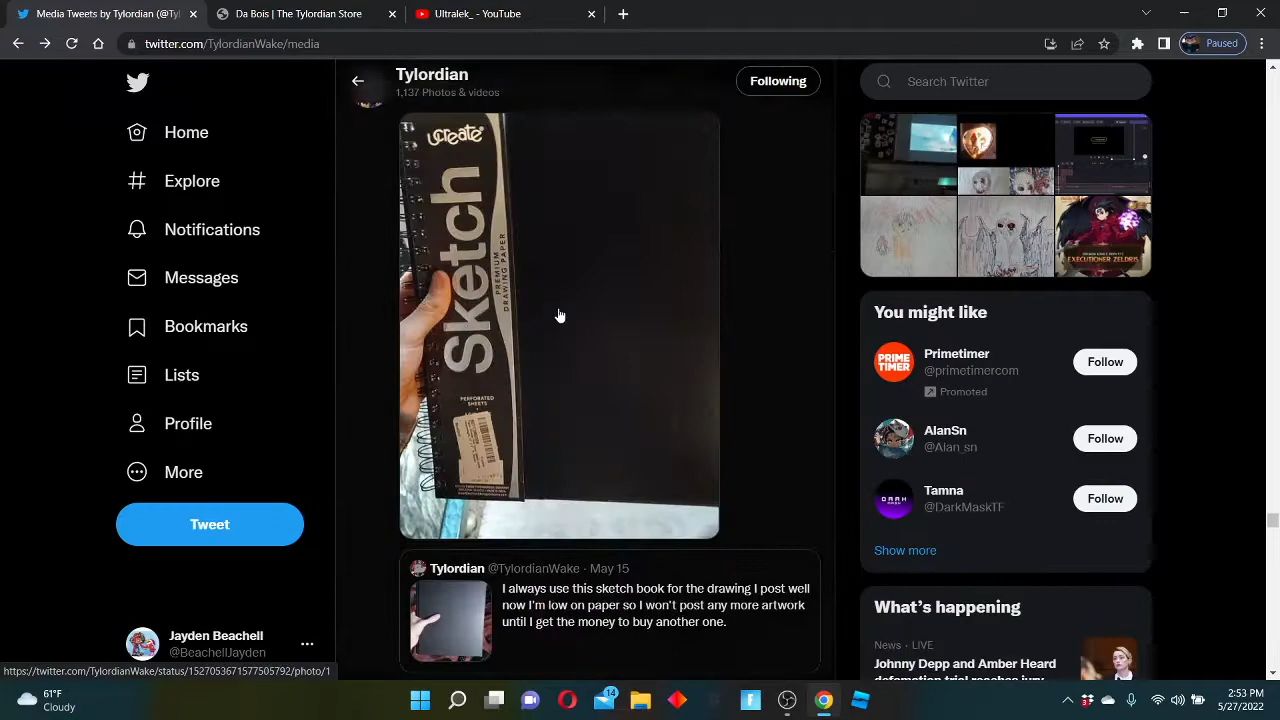 Media Tweets by Tylordian (@Tyl
Da Bois | The Tylordian Store
Ultralek_ - YouTube
twitter.com/TylordianWake/media
Paused
Tylordian
1,137 Photos & videos
Following
Search Twitter
Home
Explore
Notifications
Messages
Bookmarks
Lists
Profile
More
Tweet
ucreate
Sketch
PREMIUM
DRAWING PAPER
PERFORATED
SHEETS
EXECUTIONER ZELDRIS
You might like
PRIME
TIMER
Primetimer
@primetimercom
Promoted
Follow
AlanSn
@Alan_sn
Follow
Tamna
@DarkMaskTF
Follow
Show more
Tylordian @TylordianWake · May 15
I always use this sketch book for the drawing I post well
now I'm low on paper so I won't post any more artwork
until I get the money to buy another one.
What's happening
News · LIVE
Johnny Depp and Amber Heard
defamation trial reaches jury
Jayden Beachell
@BeachellJayden
https://twitter.com/TylordianWake/status/1527053671577505792/photo/1
61°F
Cloudy
14
2:53 PM
5/27/2022